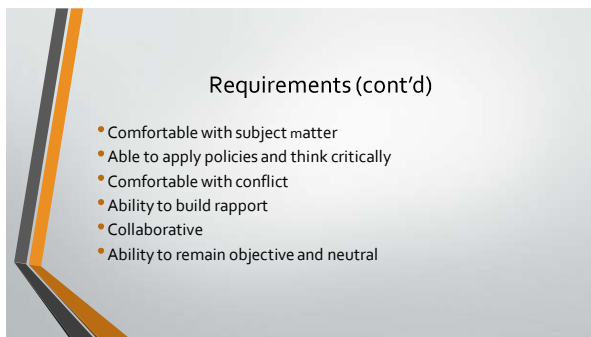 Requirements (cont’d)
• Comfortable with subject matter
• Able to apply policies and think critically
• Comfortable with conflict
• Ability to build rapport
• Collaborative
• Ability to remain objective and neutral